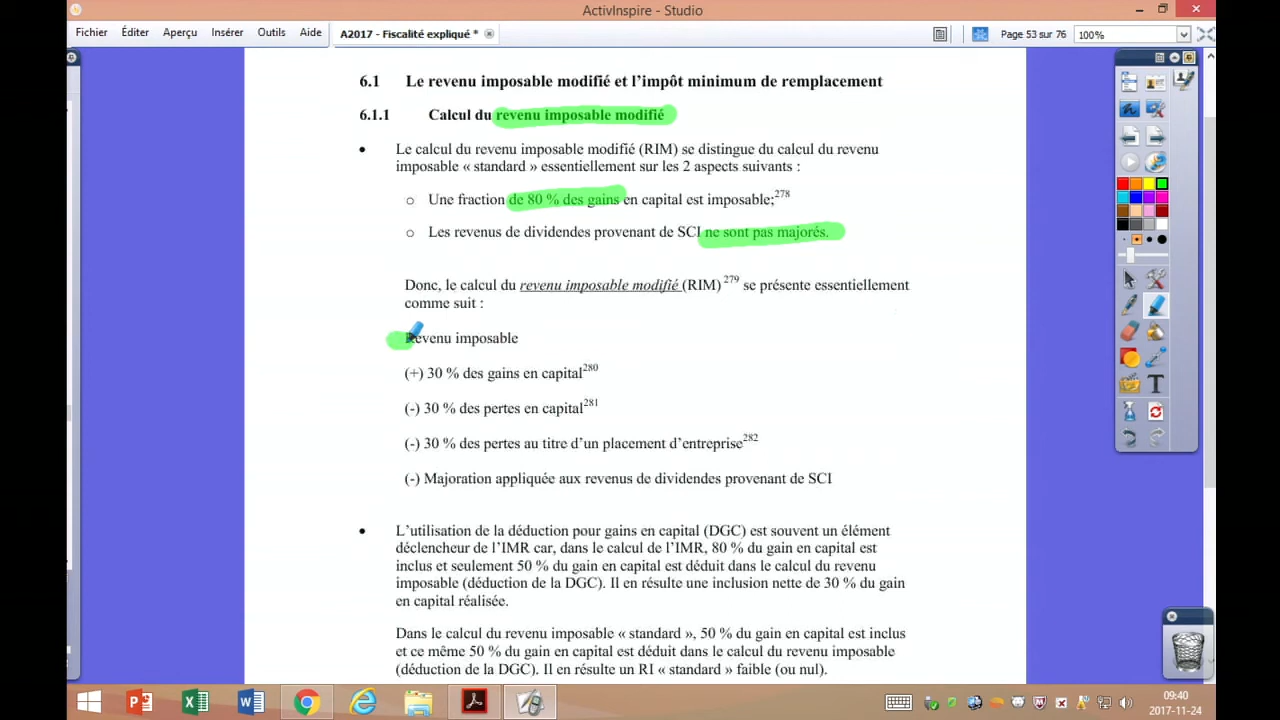 ActivInspire - Studio
Fichier Éditer Aperçu Insérer Outils Aide
A2017 - Fiscalité expliqué *
Page 53 sur 76
100%
6.1 Le revenu imposable modifié et l'impôt minimum de remplacement
6.1.1 Calcul du revenu imposable modifié
• Le calcul du revenu imposable modifié (RIM) se distingue du calcul du revenu
imposable « standard » essentiellement sur les 2 aspects suivants :
o Une fraction de 80 % des gains en capital est imposable;278
o Les revenus de dividendes provenant de SCI ne sont pas majorés.
Donc, le calcul du revenu imposable modifié (RIM) 279 se présente essentiellement
comme suit :
Revenu imposable
(+) 30 % des gains en capital280
(-) 30 % des pertes en capital281
(-) 30 % des pertes au titre d'un placement d'entreprise282
(-) Majoration appliquée aux revenus de dividendes provenant de SCI
• L'utilisation de la déduction pour gains en capital (DGC) est souvent un élément
déclencheur de l'IMR car, dans le calcul de l'IMR, 80 % du gain en capital est
inclus et seulement 50 % du gain en capital est déduit dans le calcul du revenu
imposable (déduction de la DGC). Il en résulte une inclusion nette de 30 % du gain
en capital réalisée.
Dans le calcul du revenu imposable « standard », 50 % du gain en capital est inclus
et ce même 50 % du gain en capital est déduit dans le calcul du revenu imposable
(déduction de la DGC). Il en résulte un RI « standard » faible (ou nul).
09:40
2017-11-24